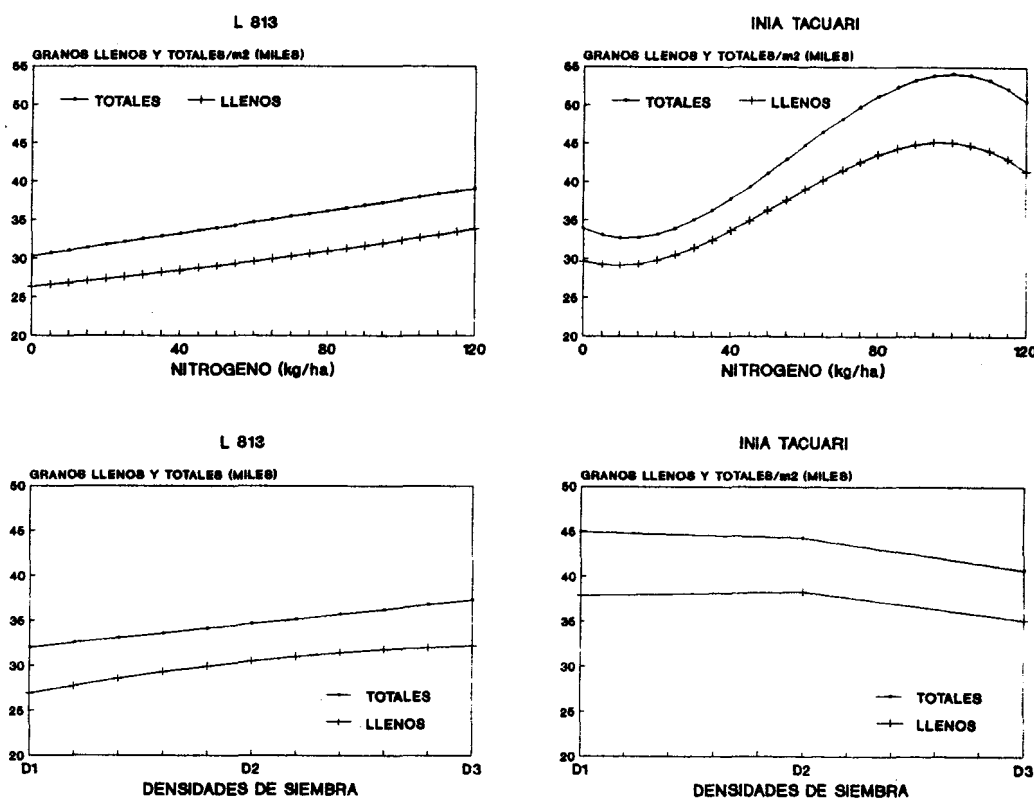 L 813
GRANOS LLENOS Y TOTALES/m2 (MILES)
55
50
45
40
35
30
25
20
TOTALES
LLENOS
0
40
80
120
NITROGENO (kg/ha)
INIA TACUARI
GRANOS LLENOS Y TOTALES/m2 (MILES)
55
50
45
40
35
30
25
20
TOTALES
LLENOS
0
40
80
120
NITROGENO (kg/ha)
L 813
GRANOS LLENOS Y TOTALES (MILES)
50
45
40
35
30
25
20
TOTALES
LLENOS
D1
D2
D3
DENSIDADES DE SIEMBRA
INIA TACUARI
GRANOS LLENOS Y TOTALES/m2 (MILES)
50
45
40
35
30
25
20
TOTALES
LLENOS
D1
D2
D3
DENSIDADES DE SIEMBRA